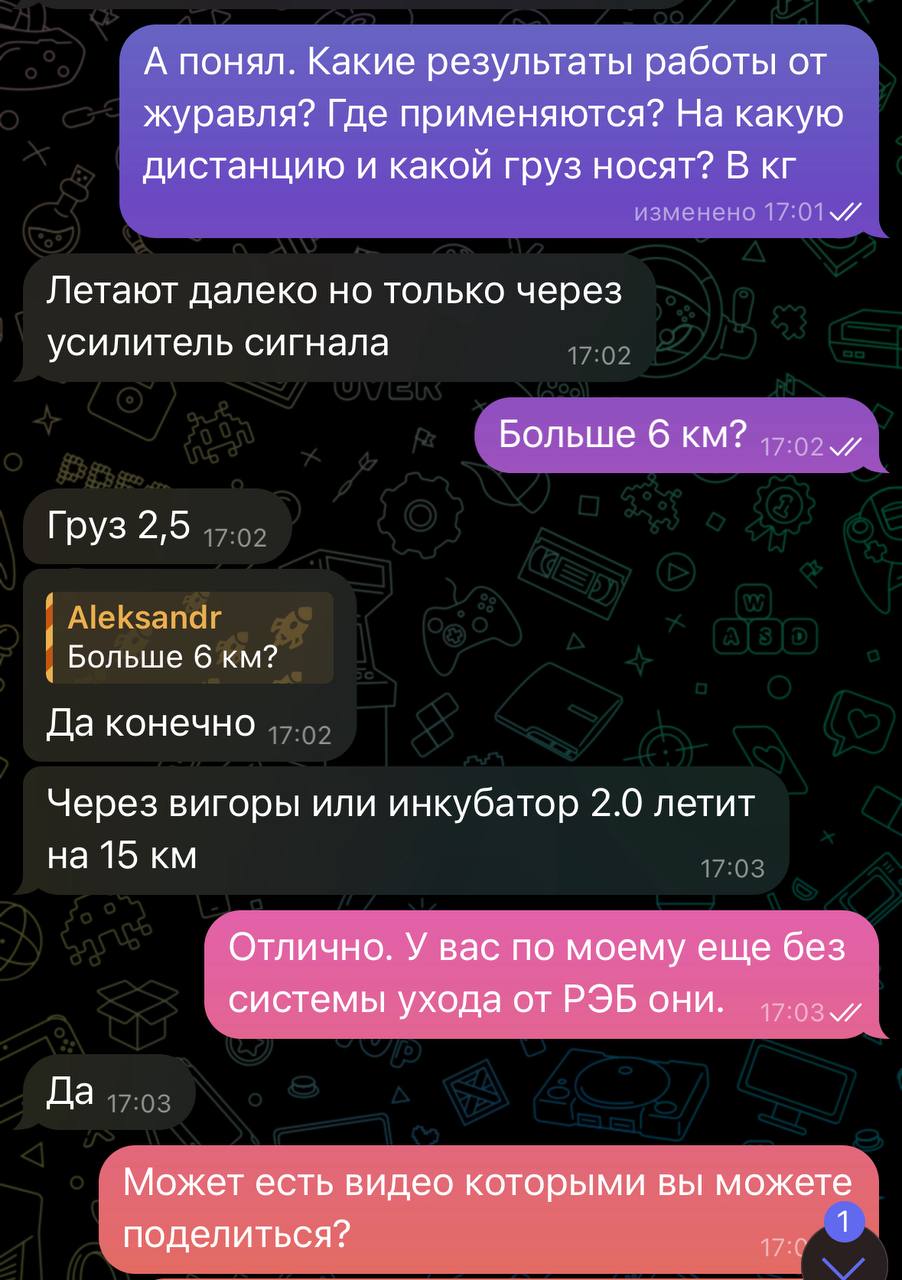 А понял. Какие результаты работы от
журавля? Где применяются? На какую
дистанцию и какой груз носят? В кг
изменено 17:01
Летают далеко но только через
усилитель сигнала
17:02
Больше 6 км? 17:02
Груз 2,5 17:02
Aleksandr
Больше 6 км?
Да конечно 17:02
Через вигоры или инкубатор 2.0 летит
на 15 км
17:03
Отлично. У вас по моему еще без
системы ухода от РЭБ они. 17:03
Да 17:03
Может есть видео которыми вы можете
поделиться?
1